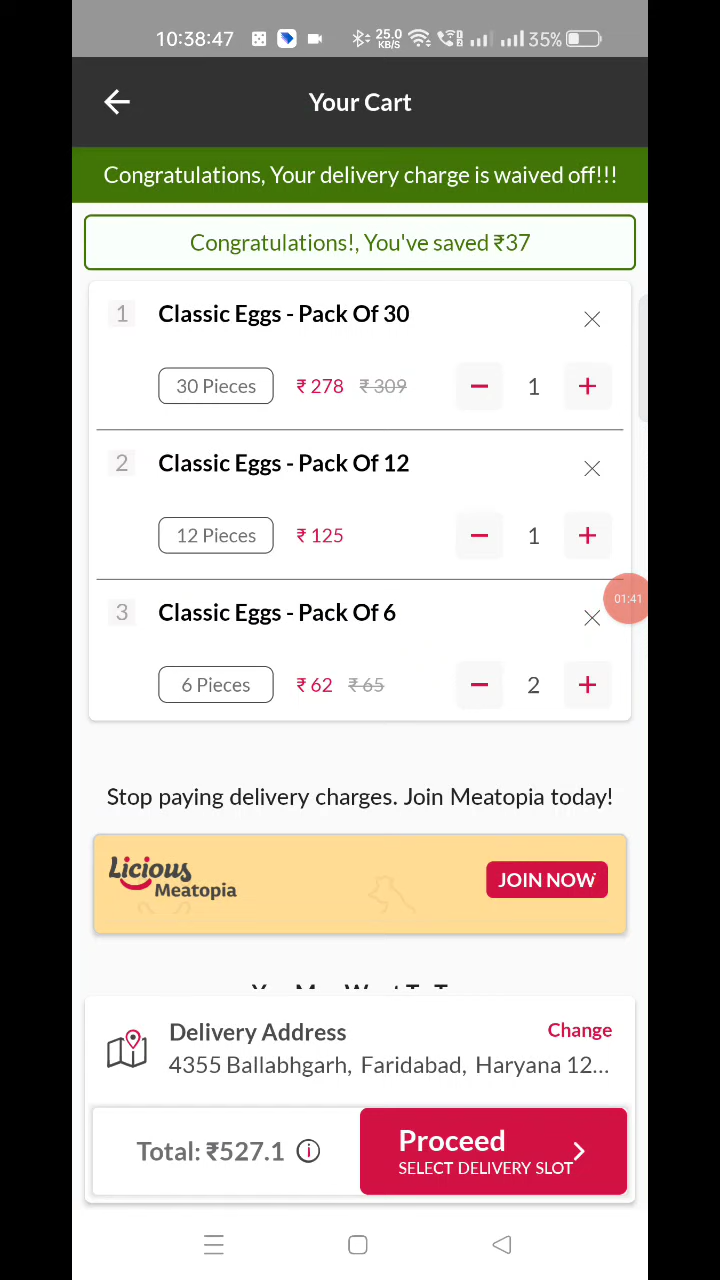 10:38:47 25.0 KB/S 35%
Your Cart
Congratulations, Your delivery charge is waived off!!!
Congratulations!, You've saved ₹37
1 Classic Eggs - Pack Of 30
30 Pieces ₹ 278 ₹ 309 1
2 Classic Eggs - Pack Of 12
12 Pieces ₹ 125 1
01:41
3 Classic Eggs - Pack Of 6
6 Pieces ₹ 62 ₹ 65 2
Stop paying delivery charges. Join Meatopia today!
Licious
Meatopia
JOIN NOW
Delivery Address Change
4355 Ballabhgarh, Faridabad, Haryana 12...
Total: ₹527.1
Proceed
SELECT DELIVERY SLOT